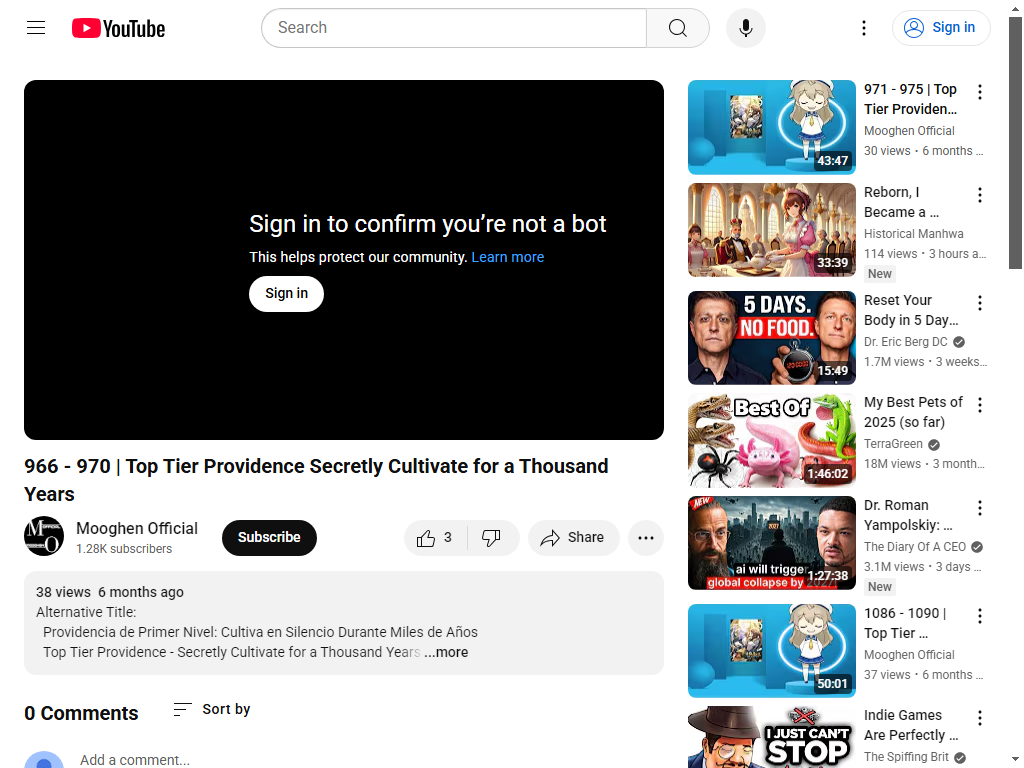 YouTube
Search
Sign in
Sign in to confirm you’re not a bot
This helps protect our community. Learn more
Sign in
966 - 970 | Top Tier Providence Secretly Cultivate for a Thousand
Years
Mooghen Official
1.28K subscribers
Subscribe
3
Share
38 views 6 months ago
Alternative Title:
Providencia de Primer Nivel: Cultiva en Silencio Durante Miles de Años
Top Tier Providence - Secretly Cultivate for a Thousand Years ...more
0 Comments
Sort by
Add a comment...
43:47
971 - 975 | Top
Tier Providen...
Mooghen Official
30 views • 6 months ...
33:39
Reborn, I
Became a ...
Historical Manhwa
114 views • 3 hours a...
New
5 DAYS.
NO FOOD.
15:49
Reset Your
Body in 5 Day...
Dr. Eric Berg DC
1.7M views • 3 weeks...
Best Of
1:46:02
My Best Pets of
2025 (so far)
TerraGreen
18M views • 3 month...
NEW
2027
ai will trigger
global collapse by 2027
1:27:38
Dr. Roman
Yampolskiy: ...
The Diary Of A CEO
3.1M views • 3 days ...
New
50:01
1086 - 1090 |
Top Tier ...
Mooghen Official
37 views • 6 months ...
I JUST CAN'T
STOP
Indie Games
Are Perfectly ...
The Spiffing Brit